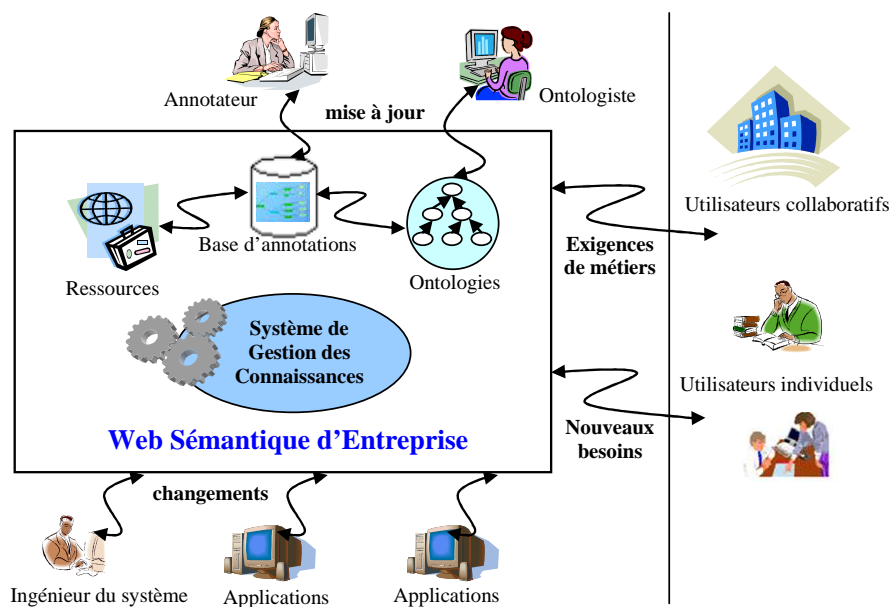 Annotateur
mise à jour
Ontologiste
Utilisateurs collaboratifs
Base d'annotations
Ressources
Ontologies
Exigences
de métiers
Système de
Gestion des
Connaissances
Utilisateurs individuels
Web Sémantique d'Entreprise
Nouveaux
besoins
changements
Ingénieur du système
Applications
Applications